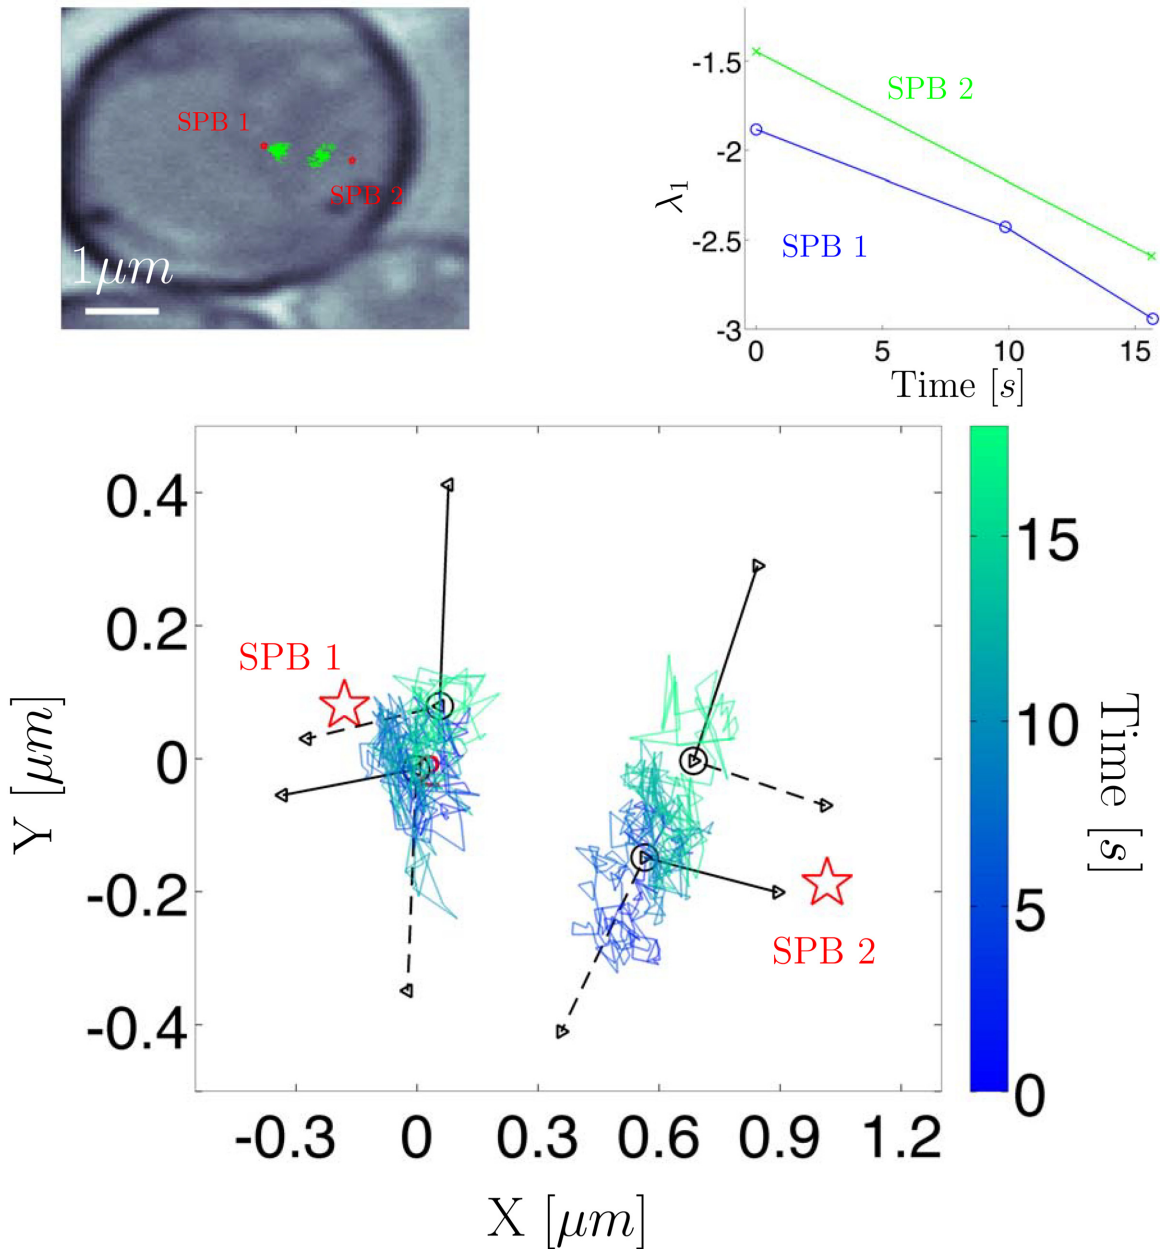 SPB 1
SPB 2
1μm
-1.5
-2
-2.5
-3
λ₁
SPB 2
SPB 1
0 5 10 15
Time [s]
0.4
0.2
0
-0.2
-0.4
Y [μm]
SPB 1
SPB 2
-0.3 0 0.3 0.6 0.9 1.2
X [μm]
15
10
5
0
Time [s]